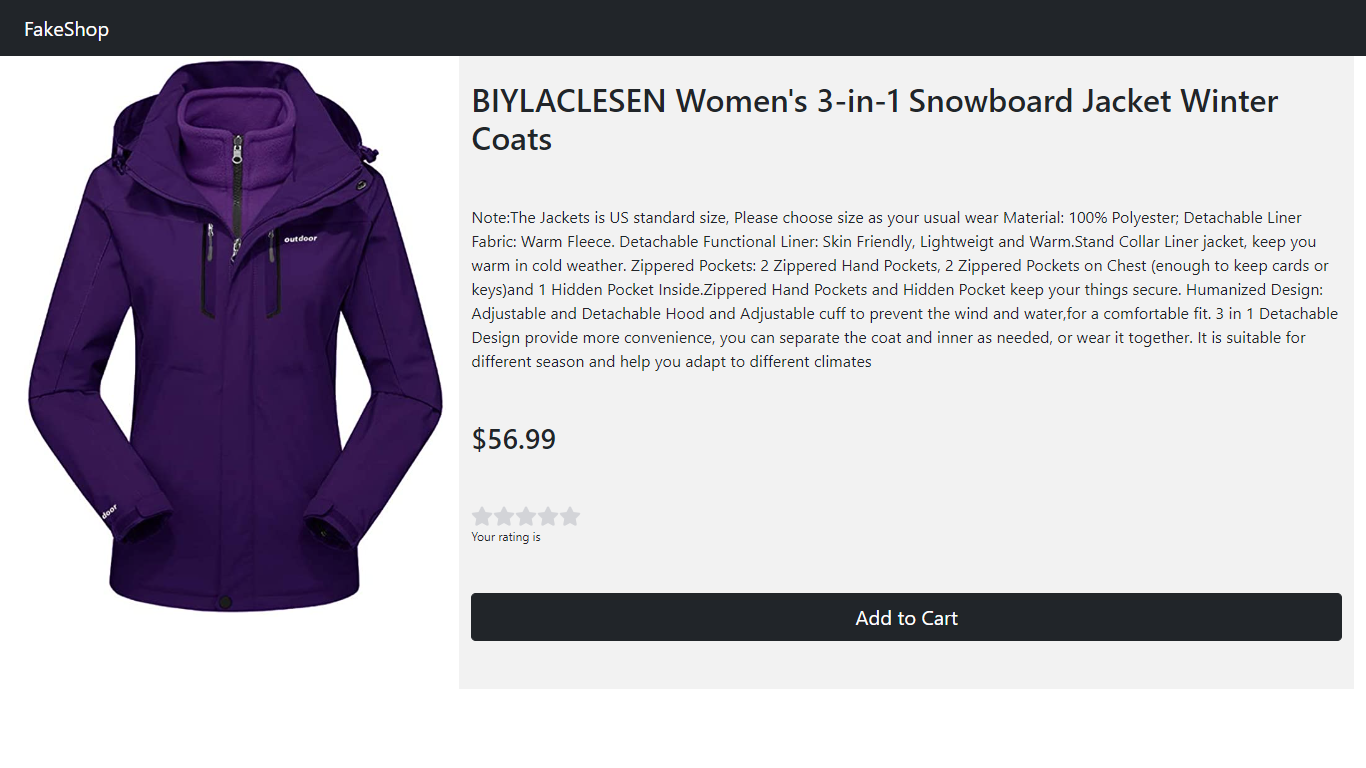 FakeShop
BIYLACLESEN Women's 3-in-1 Snowboard Jacket Winter
Coats
Note:The Jackets is US standard size, Please choose size as your usual wear Material: 100% Polyester; Detachable Liner
Fabric: Warm Fleece. Detachable Functional Liner: Skin Friendly, Lightweigt and Warm.Stand Collar Liner jacket, keep you
warm in cold weather. Zippered Pockets: 2 Zippered Hand Pockets, 2 Zippered Pockets on Chest (enough to keep cards or
keys)and 1 Hidden Pocket Inside.Zippered Hand Pockets and Hidden Pocket keep your things secure. Humanized Design:
Adjustable and Detachable Hood and Adjustable cuff to prevent the wind and water,for a comfortable fit. 3 in 1 Detachable
Design provide more convenience, you can separate the coat and inner as needed, or wear it together. It is suitable for
different season and help you adapt to different climates
$56.99
Your rating is
Add to Cart
outdoor
door